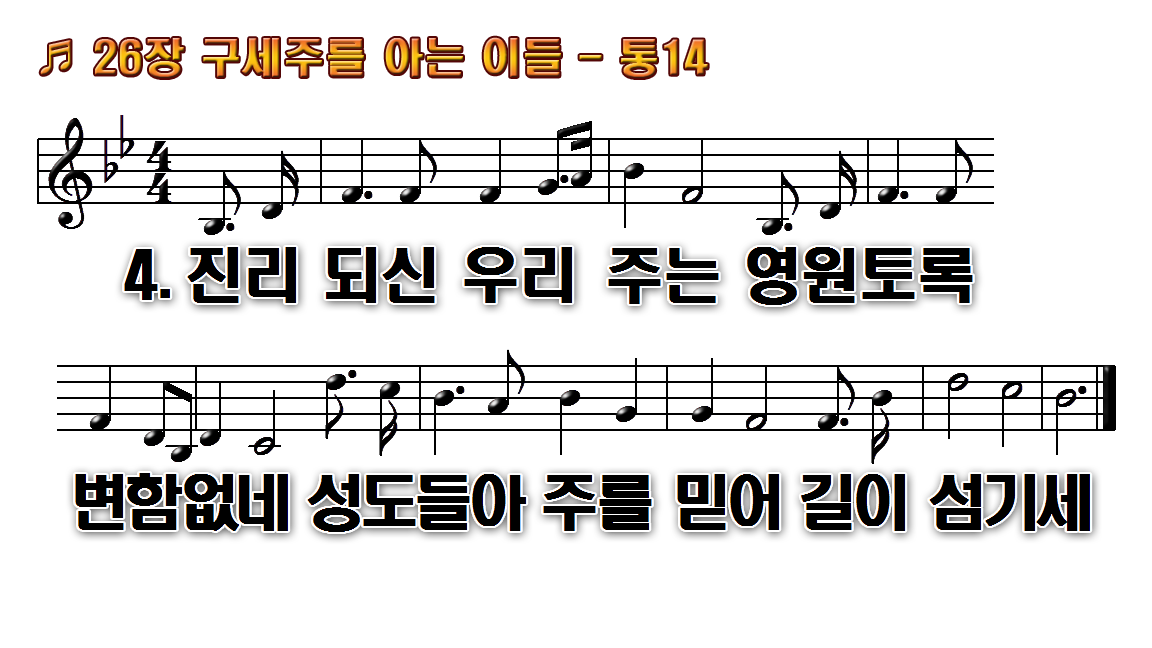 ♬ 26장 구세주를 아는 이들 - 통14
4
4
4. 진리 되신 우리 주는 영원토록
변함없네 성도들아 주를 믿어 길이 섬기세